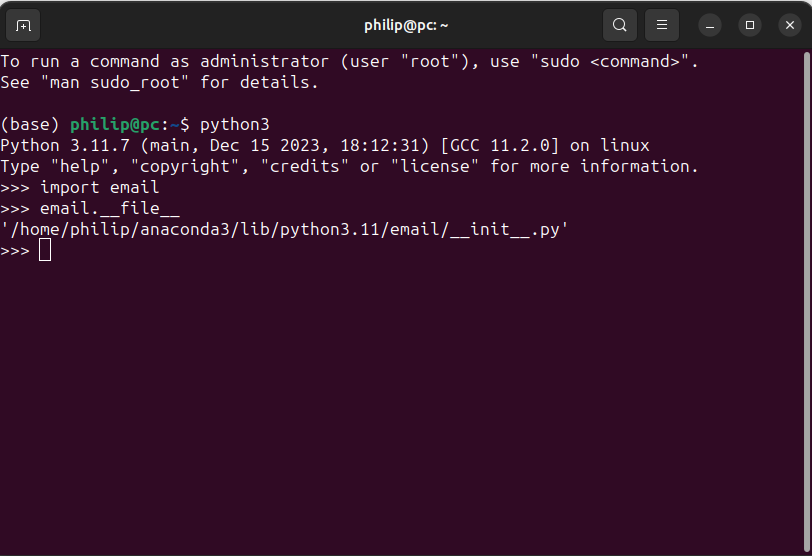 philip@pc: ~
To run a command as administrator (user "root"), use "sudo <command>".
See "man sudo_root" for details.
(base) philip@pc:~$ python3
Python 3.11.7 (main, Dec 15 2023, 18:12:31) [GCC 11.2.0] on linux
Type "help", "copyright", "credits" or "license" for more information.
>>> import email
>>> email.__file__
'/home/philip/anaconda3/lib/python3.11/email/__init__.py'
>>>